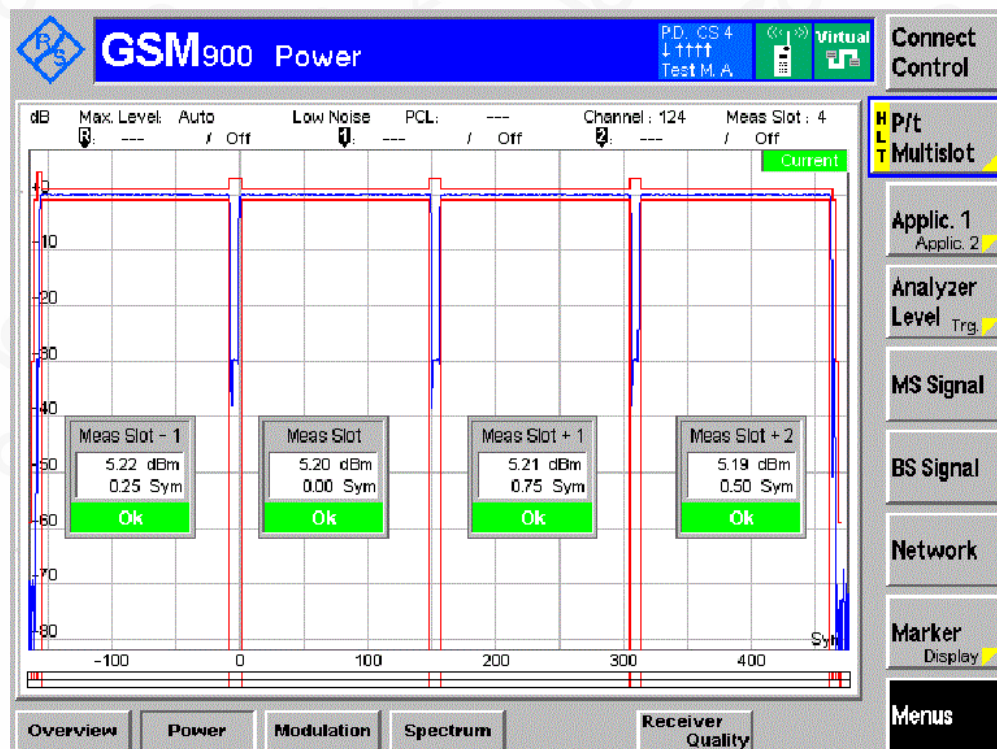 R S
GSM900 Power
P.D. CS 4
↓ ↑↑↑↑
Test M. A
Virtual
Connect
Control
dB Max. Level: Auto Low Noise PCL: --- Channel : 124 Meas Slot : 4
R: --- / Off 1: --- / Off 2: --- / Off
HLT
P/t
Multislot
Current
+0
-10
-20
-30
-40
-50
-60
-70
-80
Applic. 1
Applic. 2
Analyzer
Level Trg.
MS Signal
Meas Slot - 1 Meas Slot Meas Slot + 1 Meas Slot + 2
5.22 dBm 5.20 dBm 5.21 dBm 5.19 dBm
0.25 Sym 0.00 Sym 0.75 Sym 0.50 Sym
Ok Ok Ok Ok
BS Signal
Network
Sym
-100 0 100 200 300 400
Marker
Display
Menus
Overview Power Modulation Spectrum Receiver
Quality